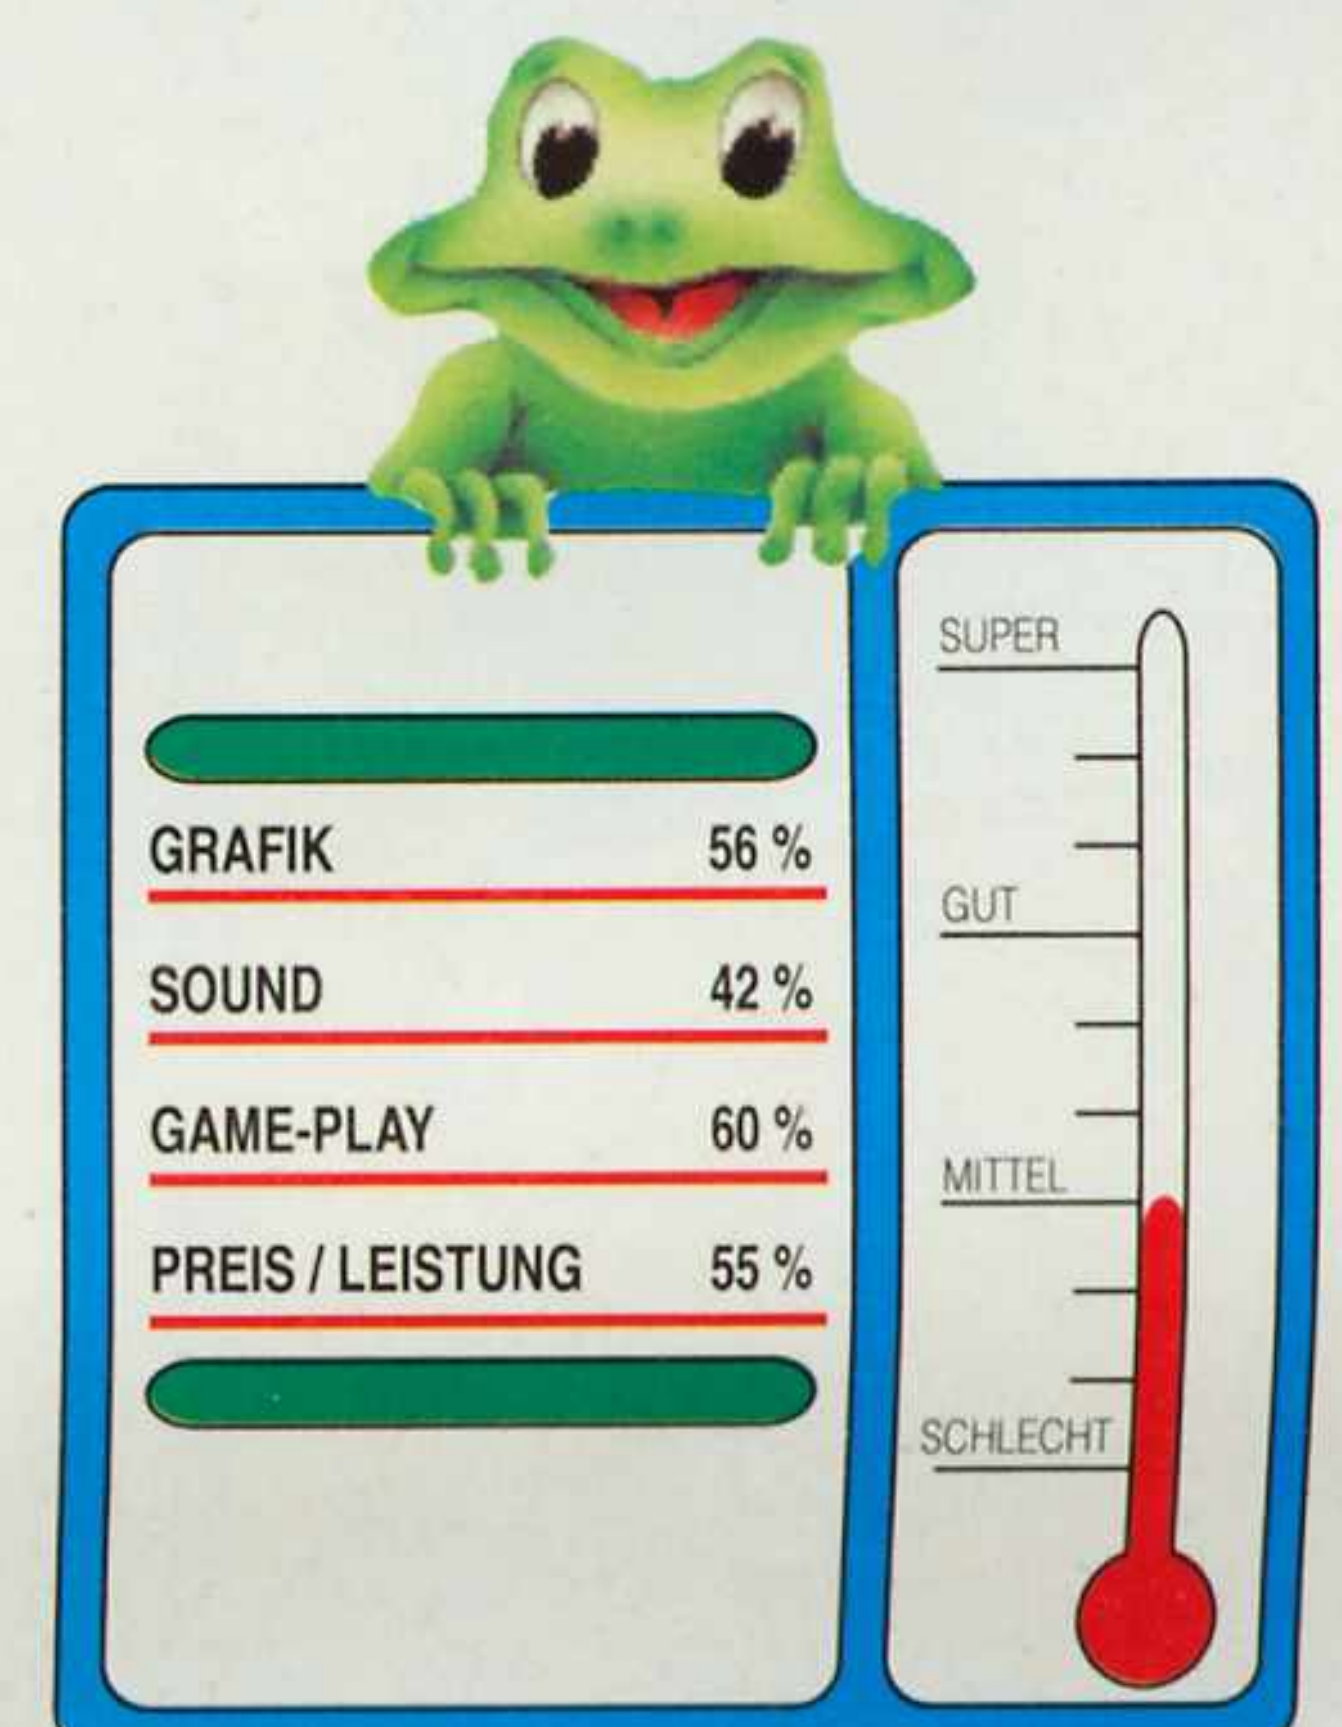 GRAFIK 56 %
SOUND 42 %
GAME-PLAY 60 %
PREIS / LEISTUNG 55 %
SUPER
GUT
MITTEL
SCHLECHT